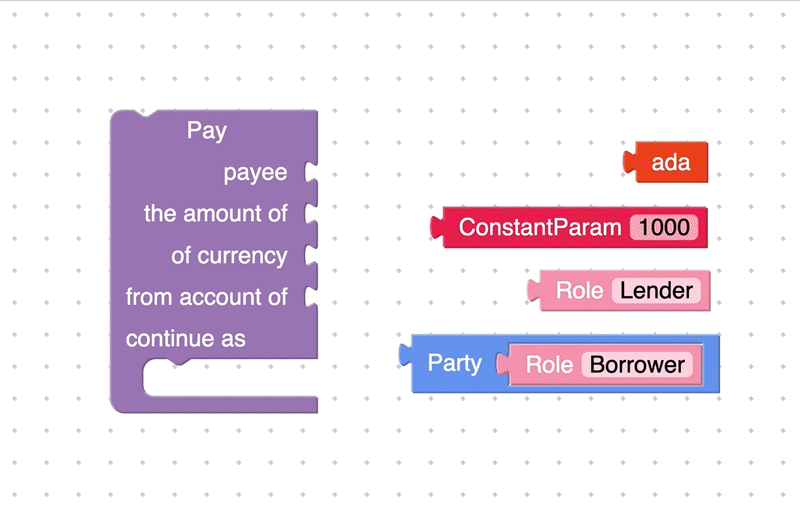 Pay
payee
the amount of
of currency
from account of
continue as
ada
ConstantParam 1000
Role Lender
Party Role Borrower